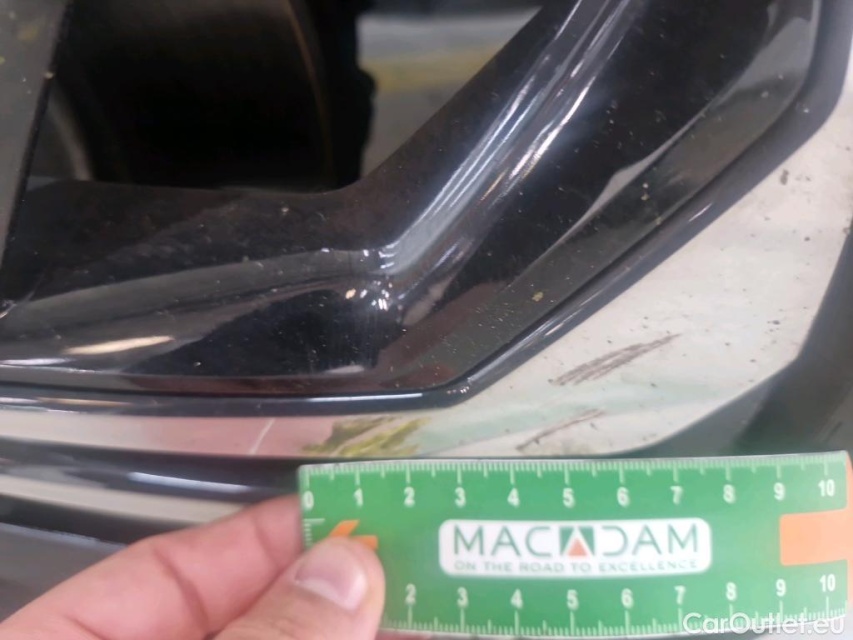 0 1 2 3 4 5 6 7 8 9 10
MACADAM
ON THE ROAD TO EXCELLENCE
2 3 4 5 6 7 8 9 10
CarOutlet.eu